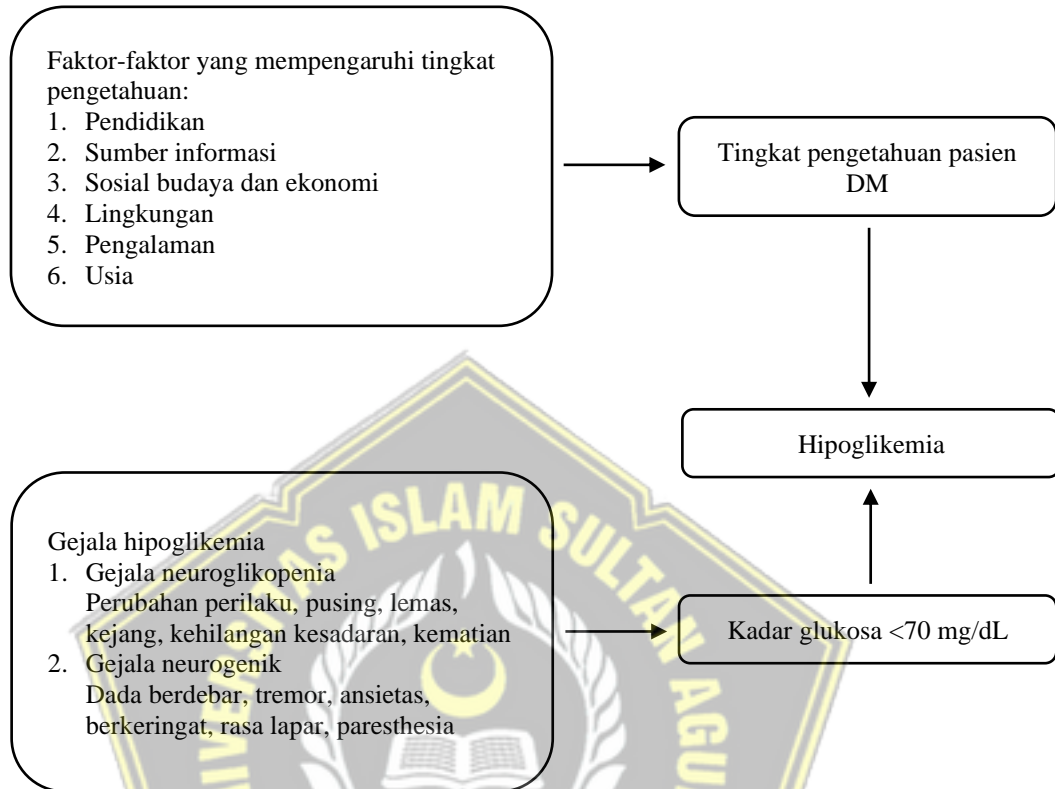 Faktor-faktor yang mempengaruhi tingkat
pengetahuan:
1. Pendidikan
2. Sumber informasi
3. Sosial budaya dan ekonomi
4. Lingkungan
5. Pengalaman
6. Usia
Tingkat pengetahuan pasien
DM
Hipoglikemia
Gejala hipoglikemia
1. Gejala neuroglikopenia
Perubahan perilaku, pusing, lemas,
kejang, kehilangan kesadaran, kematian
2. Gejala neurogenik
Dada berdebar, tremor, ansietas,
berkeringat, rasa lapar, paresthesia
Kadar glukosa <70 mg/dL
UNIVERSITAS ISLAM SULTAN AGU